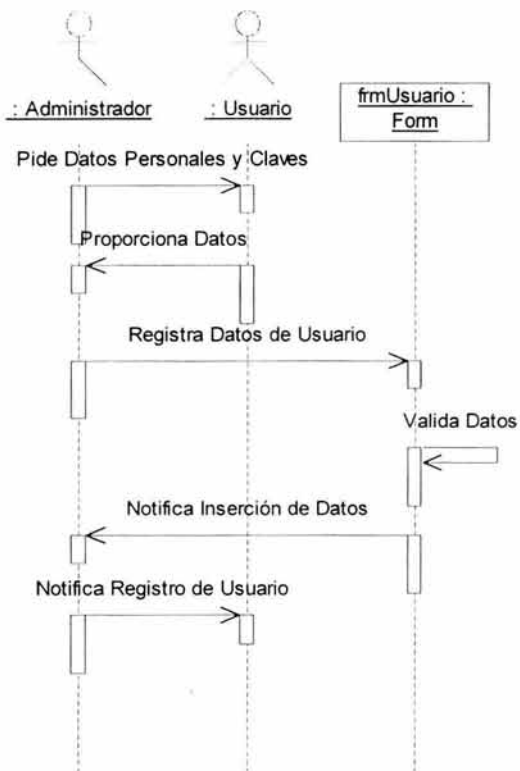 : Administrador
: Usuario
frmUsuario :
Form
Pide Datos Personales y Claves
Proporciona Datos
Registra Datos de Usuario
Valida Datos
Notifica Inserción de Datos
Notifica Registro de Usuario